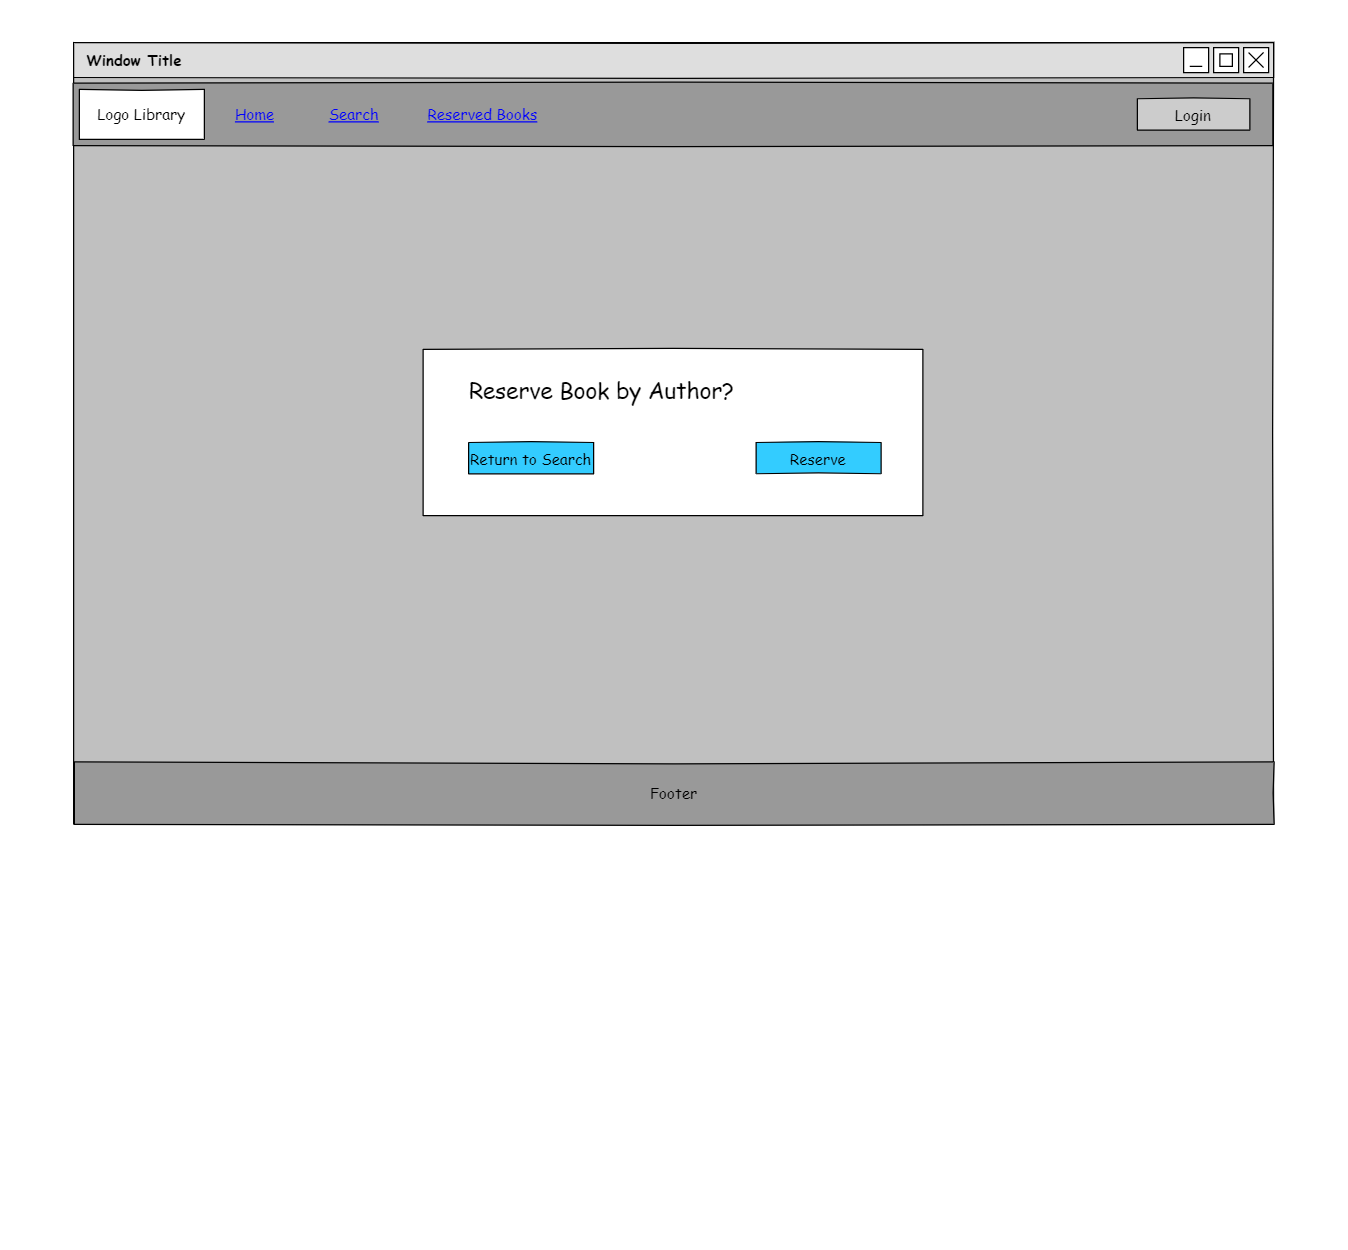 Window Title
Logo Library Home Search Reserved Books Login
Reserve Book by Author?
Return to Search Reserve
Footer